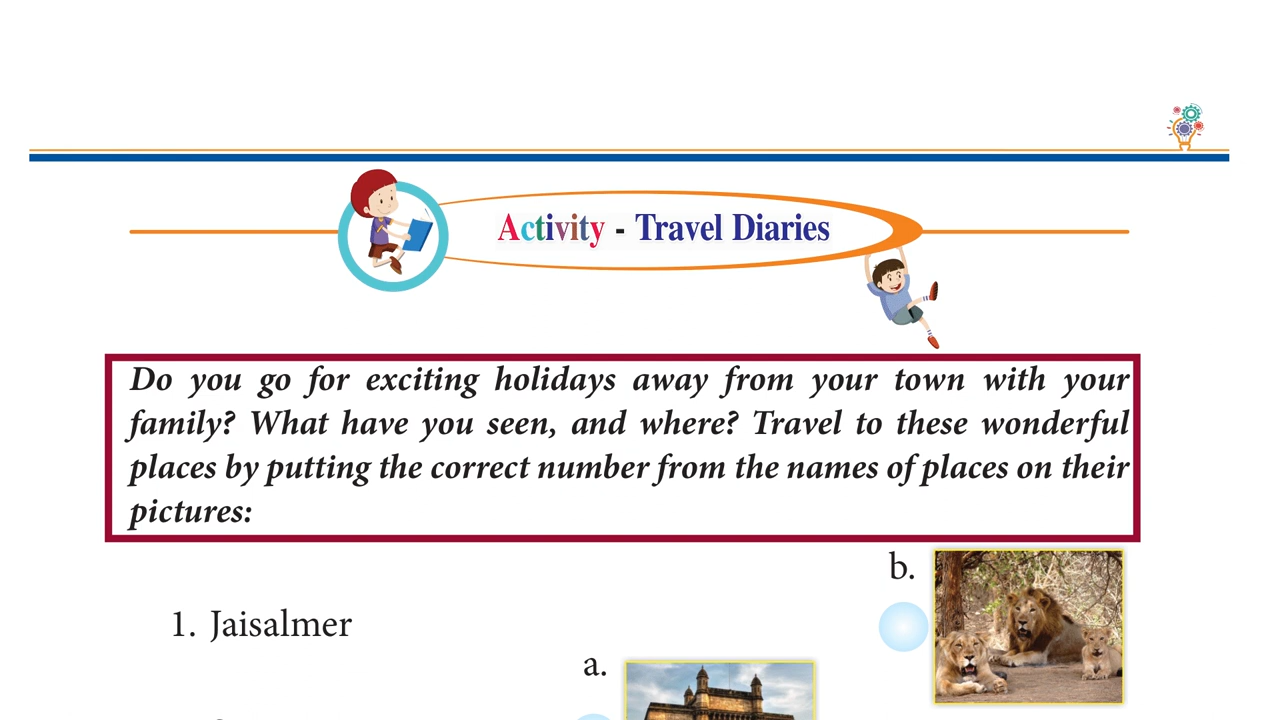 Activity - Travel Diaries
Do you go for exciting holidays away from your town with your
family? What have you seen, and where? Travel to these wonderful
places by putting the correct number from the names of places on their
pictures:
b.
1. Jaisalmer
a.